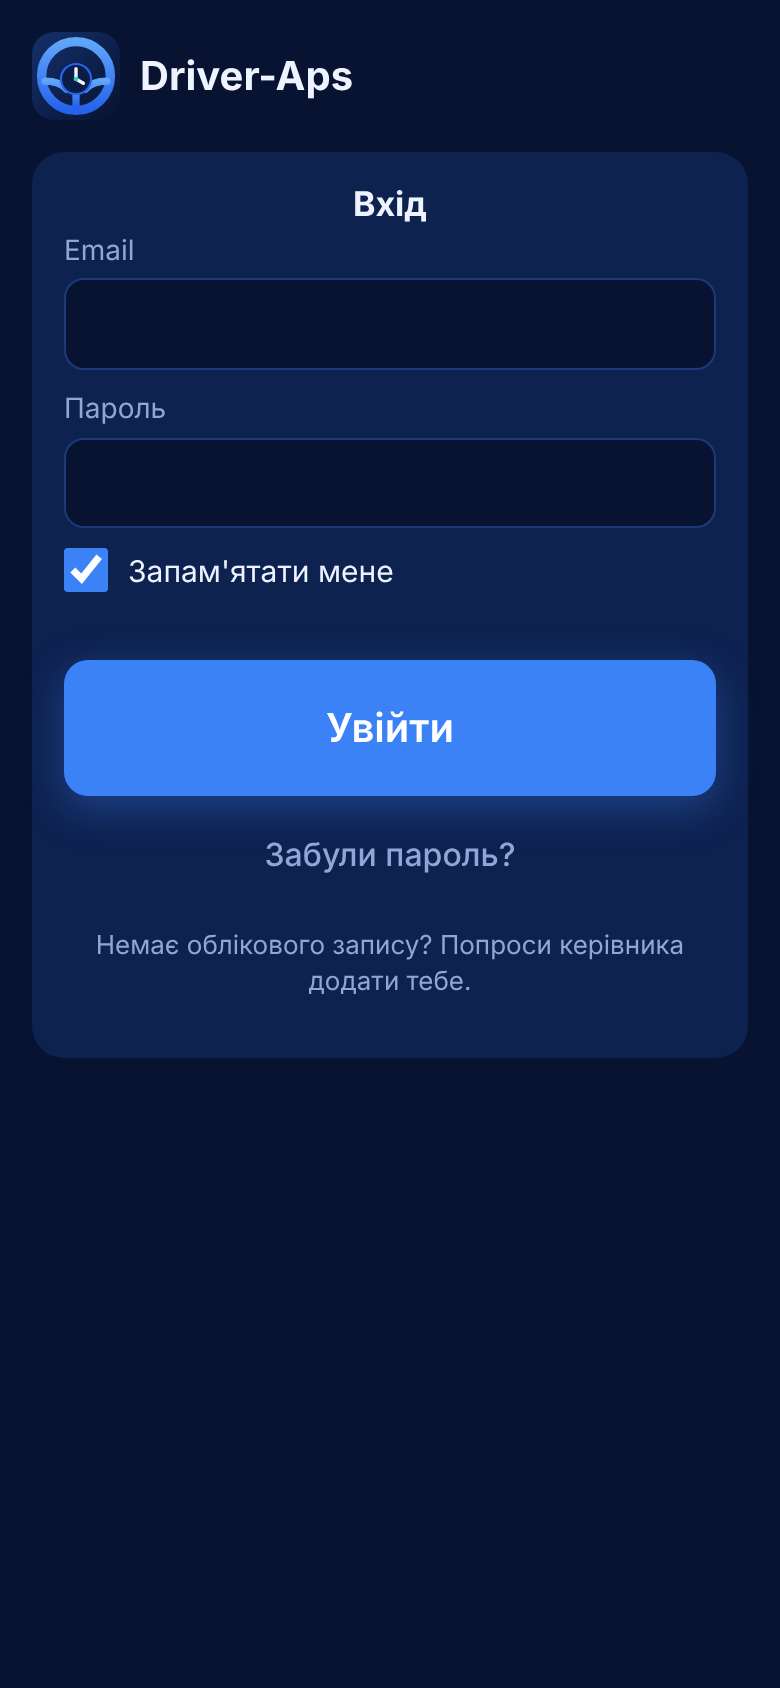 Driver-Aps
Вхід
Email
Пароль
Запам'ятати мене
Увійти
Забули пароль?
Немає облікового запису? Попроси керівника
додати тебе.